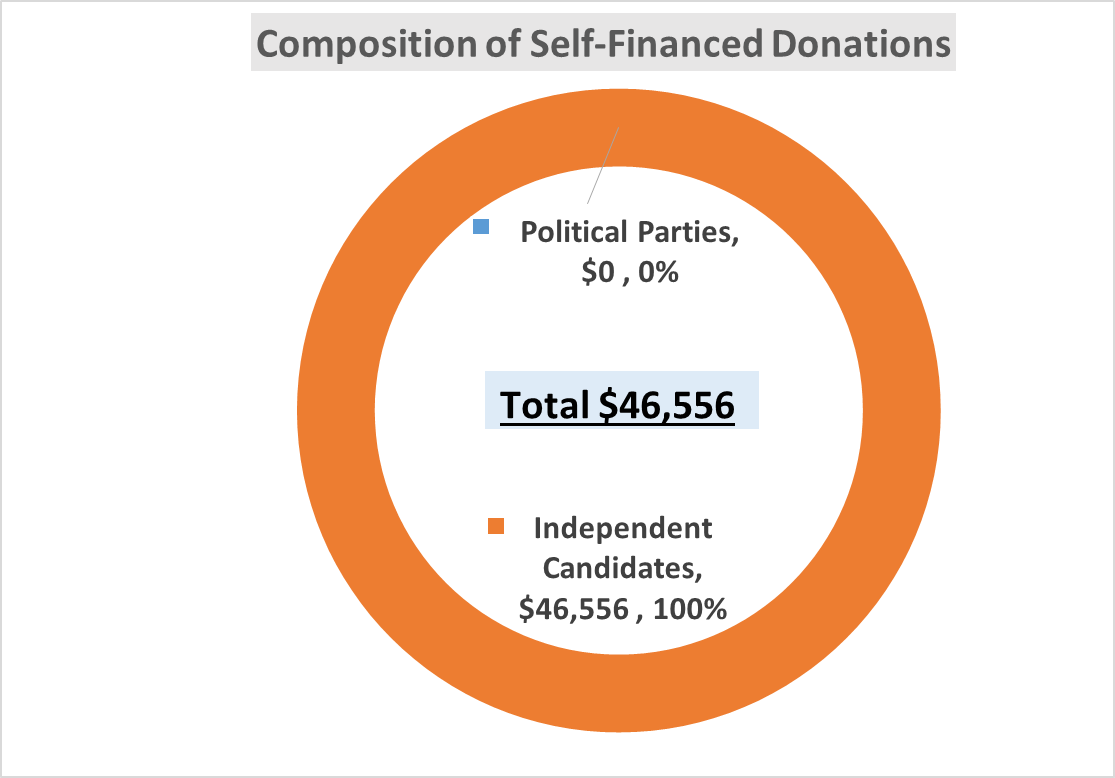 Composition of Self-Financed Donations
Political Parties,
$0 , 0%
Total $46,556
Independent
Candidates,
$46,556 , 100%